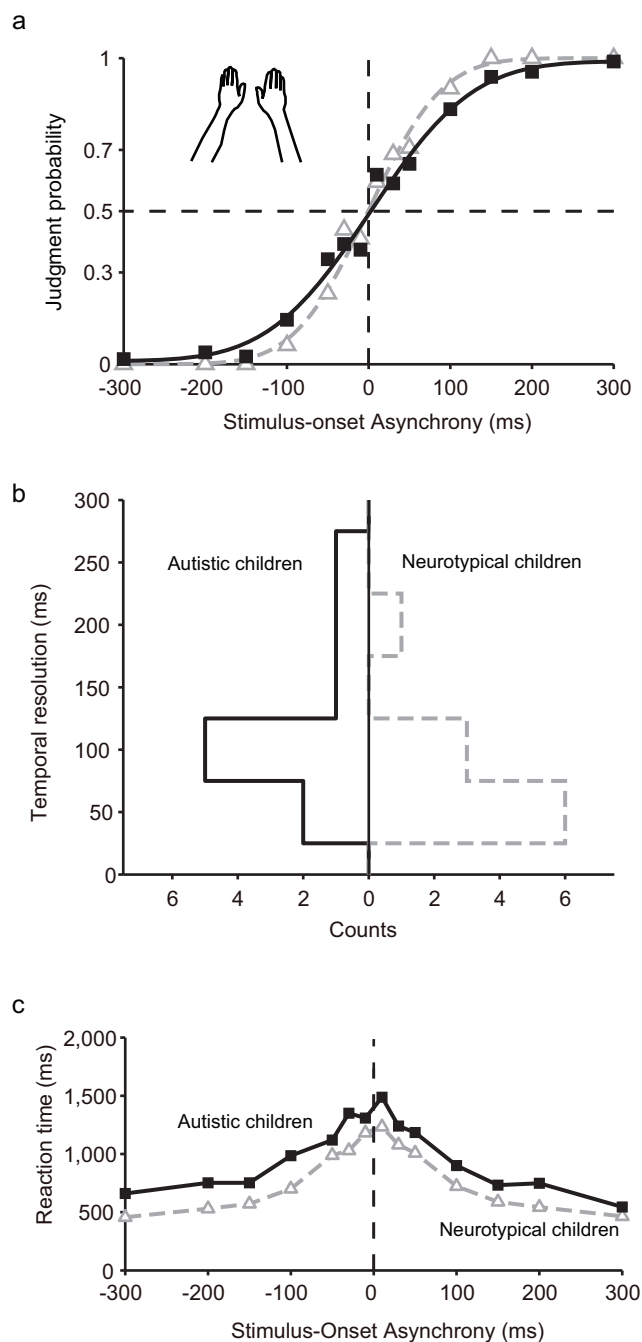 a
1
0.7
0.5
0.3
0
Judgment probability
-300 -200 -100 0 100 200 300
Stimulus-onset Asynchrony (ms)
b
300
250
200
150
100
50
0
Temporal resolution (ms)
Autistic children
Neurotypical children
6 4 2 0 2 4 6
Counts
c
2,000
1,500
1,000
500
0
Reaction time (ms)
Autistic children
Neurotypical children
-300 -200 -100 0 100 200 300
Stimulus-Onset Asynchrony (ms)